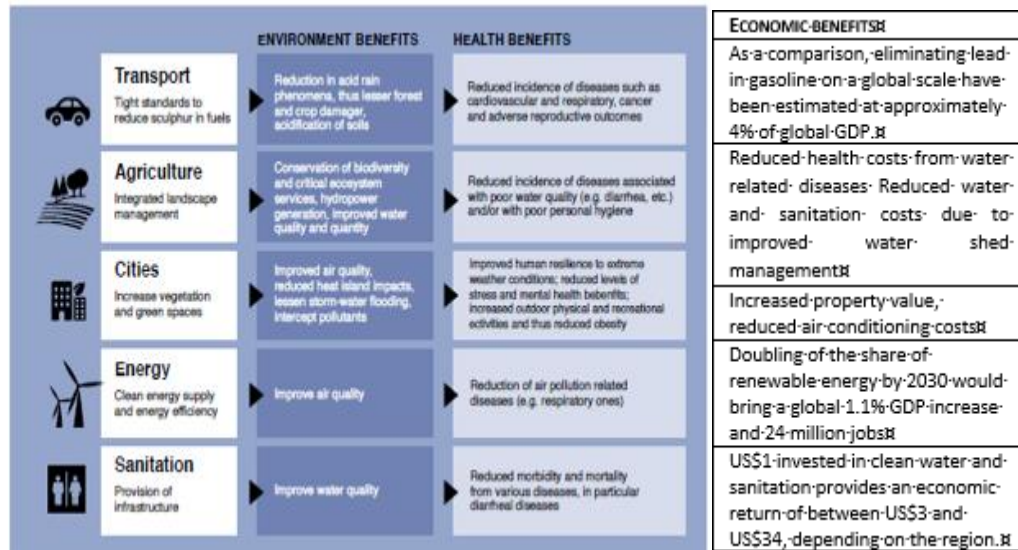 ENVIRONMENT BENEFITS
HEALTH BENEFITS
ECONOMIC BENEFITS¤
Transport
Tight standards to
reduce sulphur in fuels
Reduction in acid rain
phenomena, thus lesser forest
and crop damager,
acidification of soils
Reduced incidence of diseases such as
cardiovascular and respiratory, cancer
and adverse reproductive outcomes
As·a·comparison,·eliminating·lead·
in·gasoline·on·a·global·scale·have·
been·estimated·at·approximately·
4%·of·global·GDP.¤
Agriculture
Integrated landscape
management
Conservation of biodiversity
and critical ecosystem
services, hydropower
generation, improved water
quality and quantity
Reduced incidence of diseases associated
with poor water quality (e.g. diarrhea, etc.)
and/or with poor personal hygiene
Reduced·health·costs·from·water·
related· diseases Reduced· water·
and· sanitation· costs· due· to·
improved· water· shed·
management¤
Cities
Increase vegetation
and green spaces
Improved air quality,
reduced heat island impacts,
lessen storm-water flooding,
intercept pollutants
Improved human resilience to extreme
weather conditions; reduced levels of
stress and mental health bebenfits;
increased outdoor physical and recreational
ectivities and thus reduced obesity
Increased·property·value,·
reduced·air·conditioning·costs¤
Energy
Clean energy supply
and energy efficiency
Improve air quality
Reduction of air pollution related
diseases (e.g. respiratory ones)
Doubling·of·the·share·of·
renewable·energy·by·2030·would·
bring·a·global·1.1%·GDP·increase·
and·24·million·jobs¤
Sanitation
Provision of
infrastructure
Improve water quality
Reduced morbidity and mortality
from various diseases, in particular
diarrheal diseases
US$1·invested·in·clean·water·and·
sanitation·provides·an·economic·
return·of·between·US$3·and·
US$34,·depending·on·the·region.¤